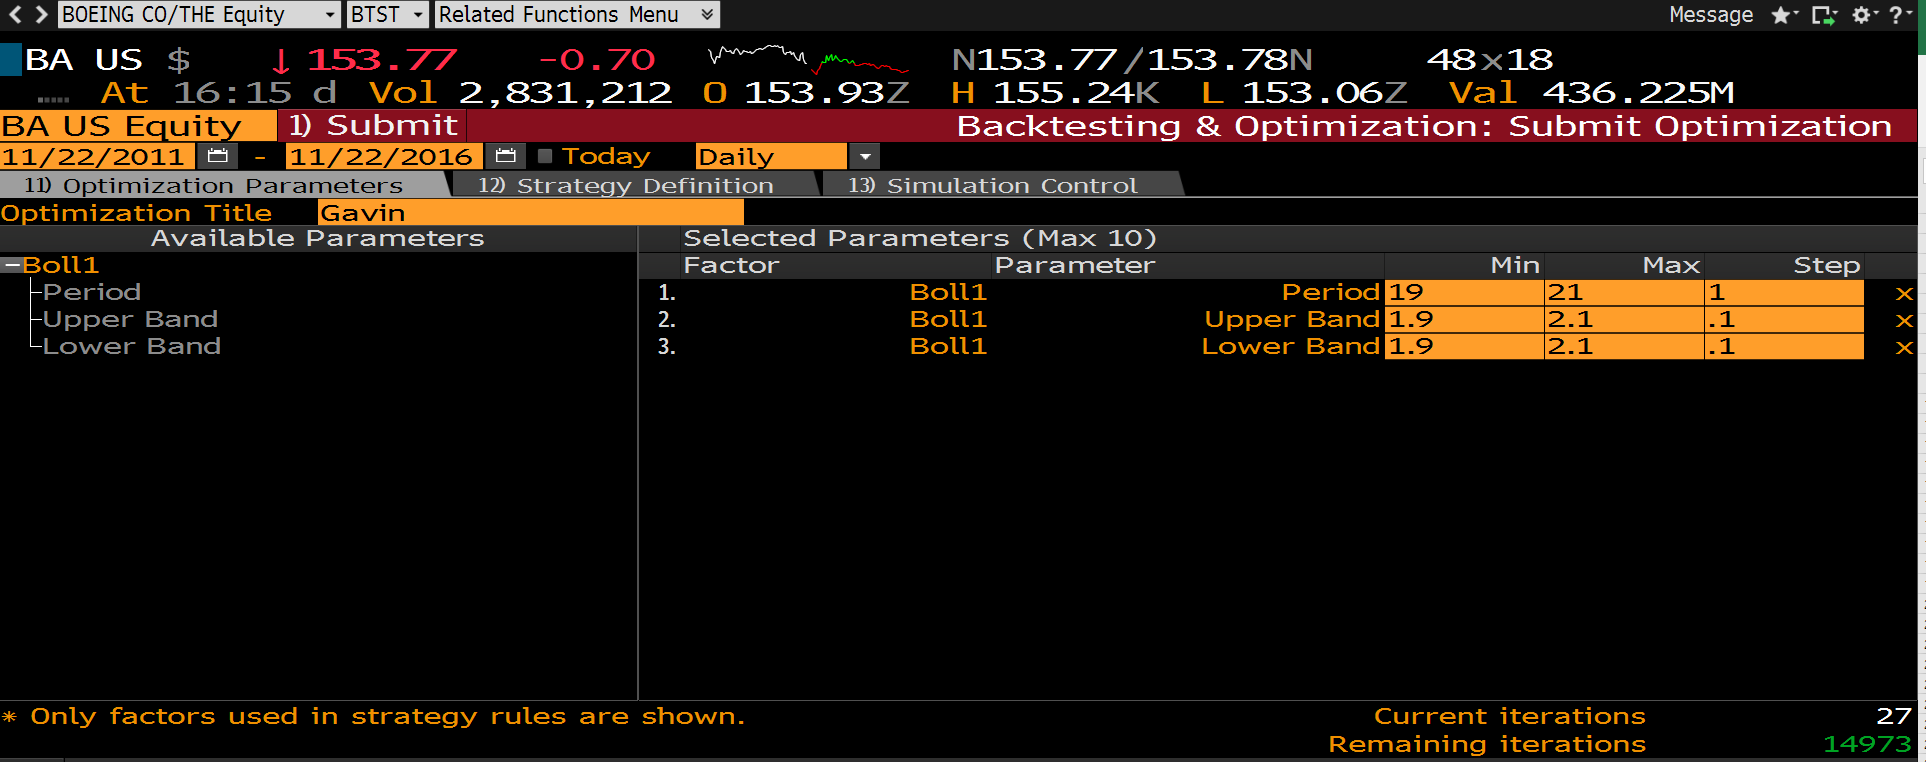 BOEING CO/THE Equity BTST Related Functions Menu Message ?
BA US $ ↓ 153.77 -0.70 N153.77/153.78N 48x18
At 16:15 d Vol 2,831,212 O 153.93Z H 155.24K L 153.06Z Val 436.225M
BA US Equity 1) Submit Backtesting & Optimization: Submit Optimization
11/22/2011 - 11/22/2016 Today Daily
11) Optimization Parameters 12) Strategy Definition 13) Simulation Control
Optimization Title Gavin
Available Parameters Selected Parameters (Max 10)
Factor Parameter Min Max Step
Boll1
Period
Upper Band
Lower Band
1. Boll1 Period 19 21 1 x
2. Boll1 Upper Band 1.9 2.1 .1 x
3. Boll1 Lower Band 1.9 2.1 .1 x
* Only factors used in strategy rules are shown.
Current iterations 27
Remaining iterations 14973